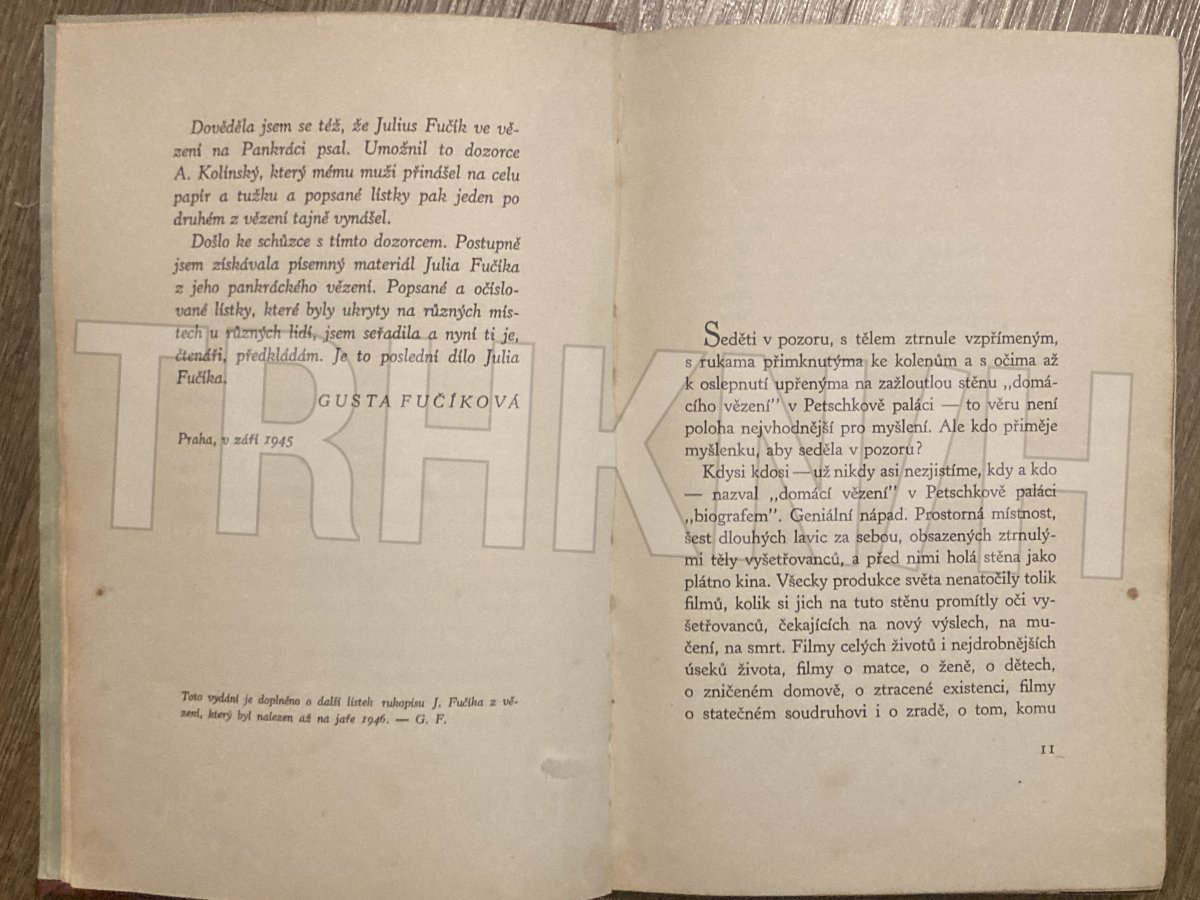 Dověděla jsem se též, že Julius Fučík ve vě-
zení na Pankráci psal. Umožnil to dozorce
A. Kolínský, který mému muži přinášel na celu
papír a tužku a popsané lístky pak jeden po
druhém z vězení tajně vynášel.
Došlo ke schůzce s tímto dozorcem. Postupně
jsem získávala písemný materiál Julia Fučíka
z jeho pankráckého vězení. Popsané a očíslo-
vané lístky, které byly ukryty na různých mís-
tech u různých lidí, jsem seřadila a nyní ti je,
čtenáři, předkládám. Je to poslední dílo Julia
Fučíka.
GUSTA FUČÍKOVÁ
Praha, v září 1945
Toto vydání je doplněno o další lístek rukopisu J. Fučíka z vě-
zení, který byl nalezen až na jaře 1946. — G. F.
Seděti v pozoru, s tělem ztrnule vzpřímeným,
s rukama přimknutýma ke kolenům a s očima až
k oslepnutí upřenýma na zažloutlou stěnu ,,domá-
cího vězení" v Petschkově paláci — to věru není
poloha nejvhodnější pro myšlení. Ale kdo přiměje
myšlenku, aby seděla v pozoru?
Kdysi kdosi — už nikdy asi nezjistíme, kdy a kdo
— nazval ,,domácí vězení" v Petschkově paláci
,,biografem". Geniální nápad. Prostorná místnost,
šest dlouhých lavic za sebou, obsazených ztrnulý-
mi těly vyšetřovanců, a před nimi holá stěna jako
plátno kina. Všecky produkce světa nenatočily tolik
filmů, kolik si jich na tuto stěnu promítly oči vy-
šetřovanců, čekajících na nový výslech, na mu-
čení, na smrt. Filmy celých životů i nejdrobnějších
úseků života, filmy o matce, o ženě, o dětech,
o zničeném domově, o ztracené existenci, filmy
o statečném soudruhovi i o zradě, o tom, komu
11
TRHKNIH